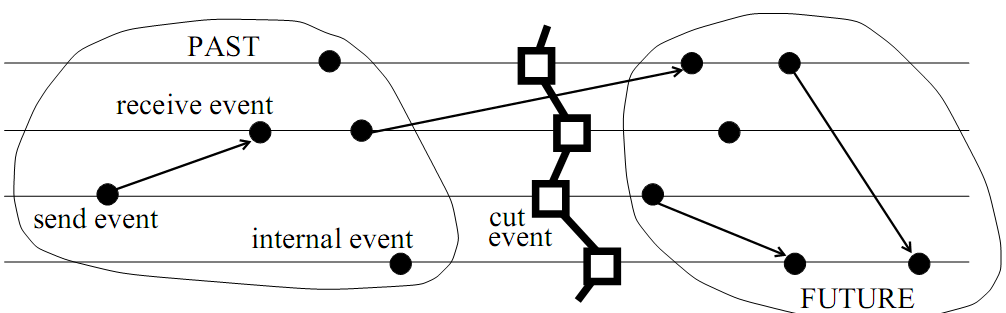 PAST
receive event
send event
internal event
cut
event
FUTURE